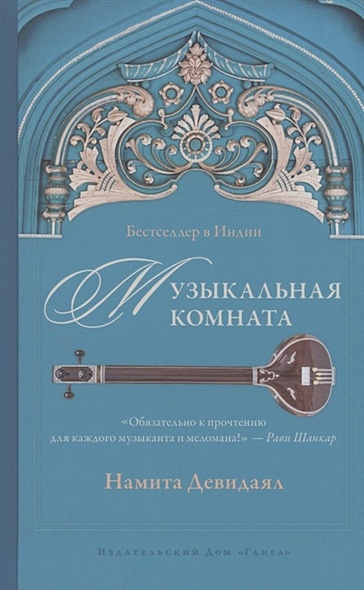 Бестселлер в Индии
Музыкальная
комната
«Обязательно к прочтению
для каждого музыканта и меломана!» — Рави Шанкар
Намита Девидаял
Издательский Дом «Ганга»